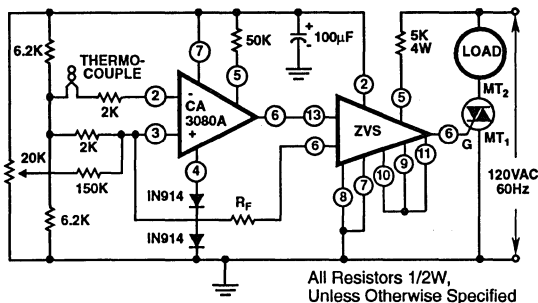 6.2K
THERMO-
COUPLE
7
50K
+
-
100µF
5K
4W
LOAD
MT2
5
2
2K
2
-
CA
3080A
+
3
5
6
13
ZVS
6
G
MT1
2K
6
20K
150K
4
IN914
RF
8
7
10
9
11
120VAC
60Hz
6.2K
IN914
All Resistors 1/2W,
Unless Otherwise Specified